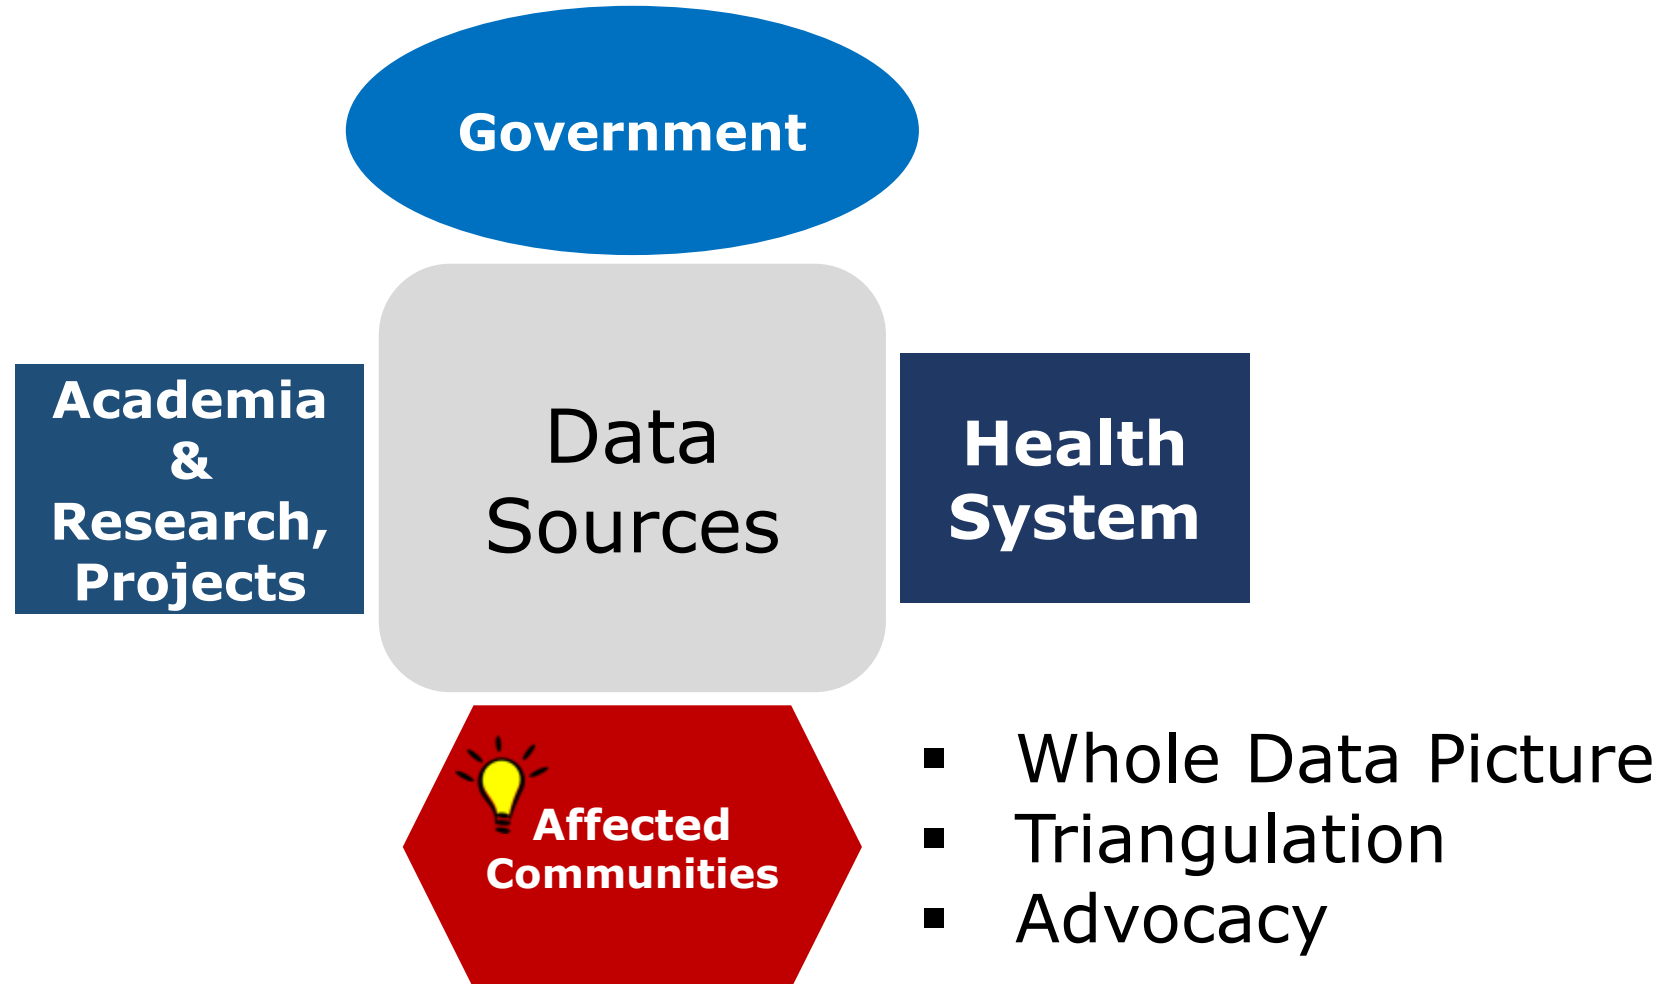 Government
Academia
&
Research,
Projects
Data
Sources
Health
System
Affected
Communities
▪ Whole Data Picture
▪ Triangulation
▪ Advocacy